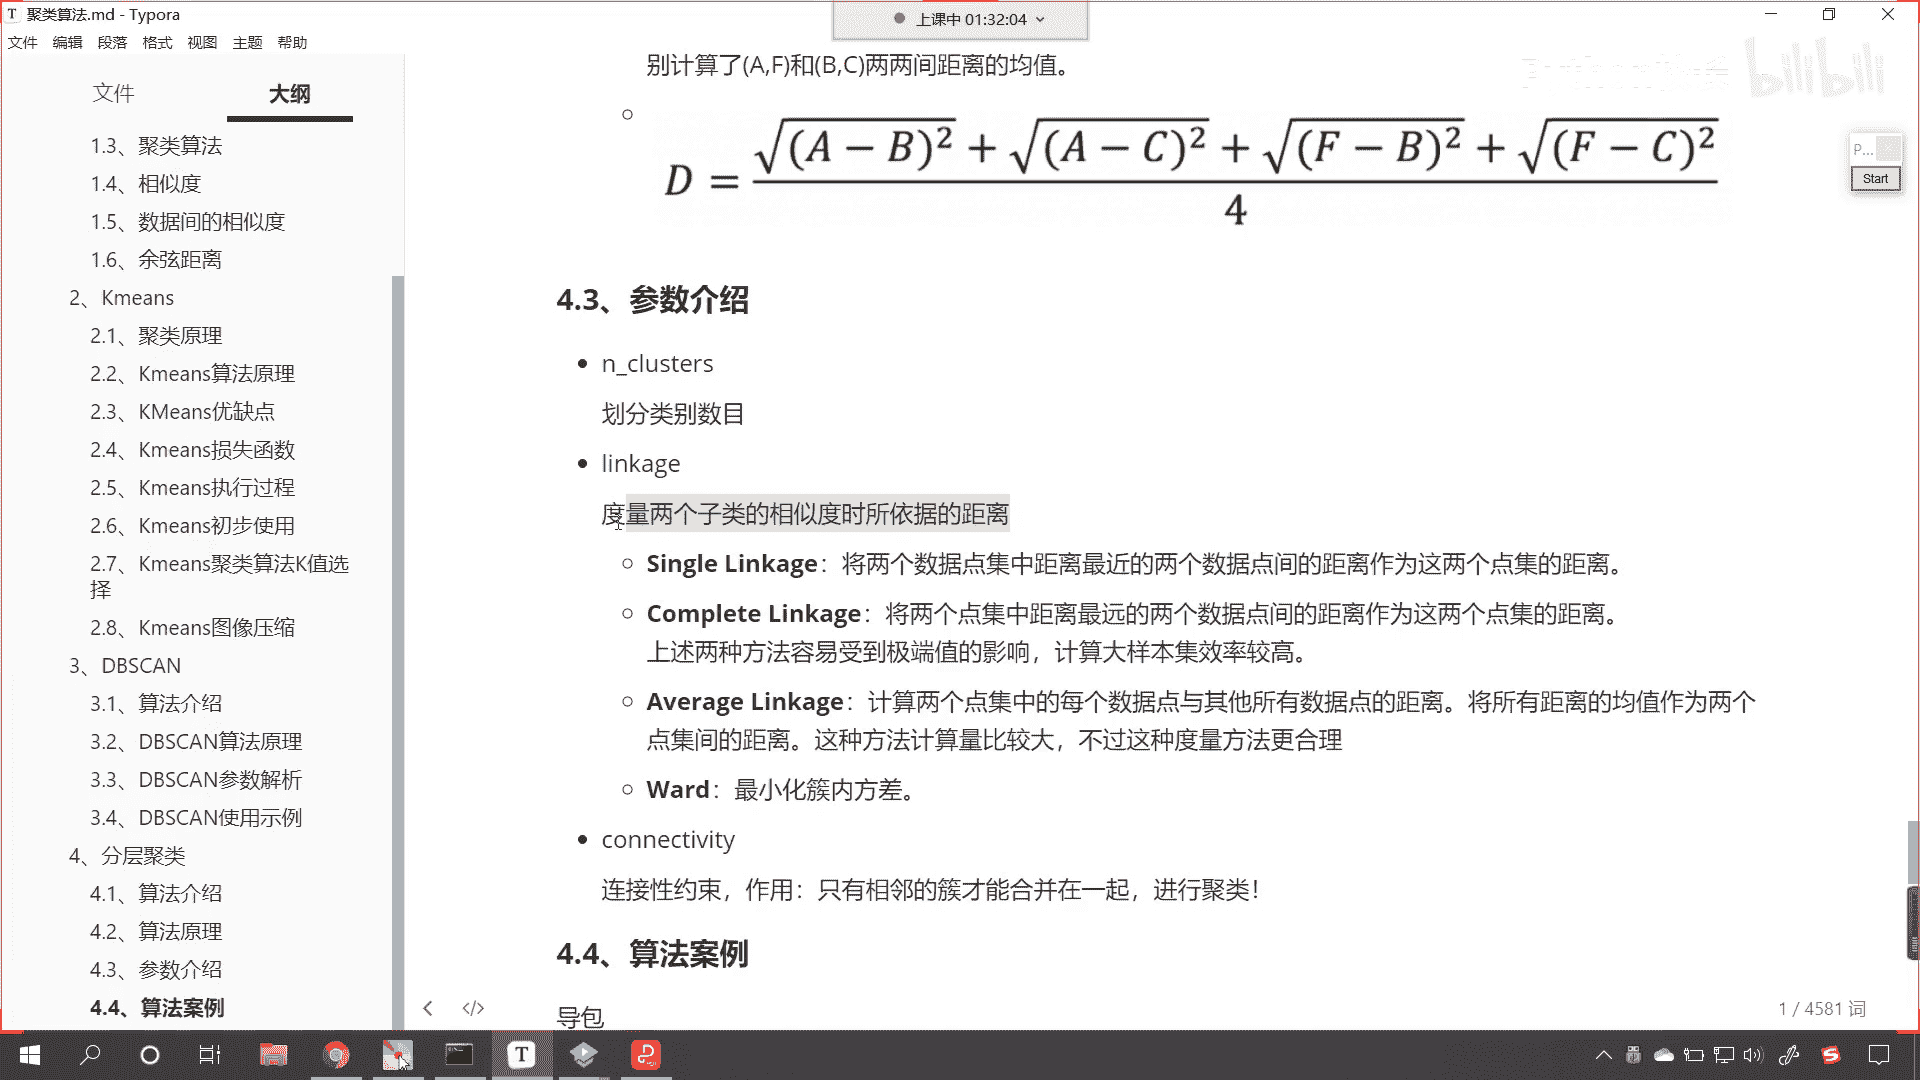 聚类算法.md - Typora
上课中 01:32:04
文件 编辑 段落 格式 视图 主题 帮助
文件 大纲
1.3、聚类算法
1.4、相似度
1.5、数据间的相似度
1.6、余弦距离
2、Kmeans
2.1、聚类原理
2.2、Kmeans算法原理
2.3、KMeans优缺点
2.4、Kmeans损失函数
2.5、Kmeans执行过程
2.6、Kmeans初步使用
2.7、Kmeans聚类算法K值选
择
2.8、Kmeans图像压缩
3、DBSCAN
3.1、算法介绍
3.2、DBSCAN算法原理
3.3、DBSCAN参数解析
3.4、DBSCAN使用示例
4、分层聚类
4.1、算法介绍
4.2、算法原理
4.3、参数介绍
4.4、算法案例
别计算了(A,F)和(B,C)两两间距离的均值。
D = (√(A − B)² + √(A − C)² + √(F − B)² + √(F − C)²) / 4
4.3、参数介绍
n_clusters
划分类别数目
linkage
度量两个子类的相似度时所依据的距离
Single Linkage：将两个数据点集中距离最近的两个数据点间的距离作为这两个点集的距离。
Complete Linkage：将两个点集中距离最远的两个数据点间的距离作为这两个点集的距离。
上述两种方法容易受到极端值的影响，计算大样本集效率较高。
Average Linkage：计算两个点集中的每个数据点与其他所有数据点的距离。将所有距离的均值作为两个
点集间的距离。这种方法计算量比较大，不过这种度量方法更合理
Ward：最小化簇内方差。
connectivity
连接性约束，作用：只有相邻的簇才能合并在一起，进行聚类！
4.4、算法案例
导包
1 / 4581 词
bilibili
P...
Start